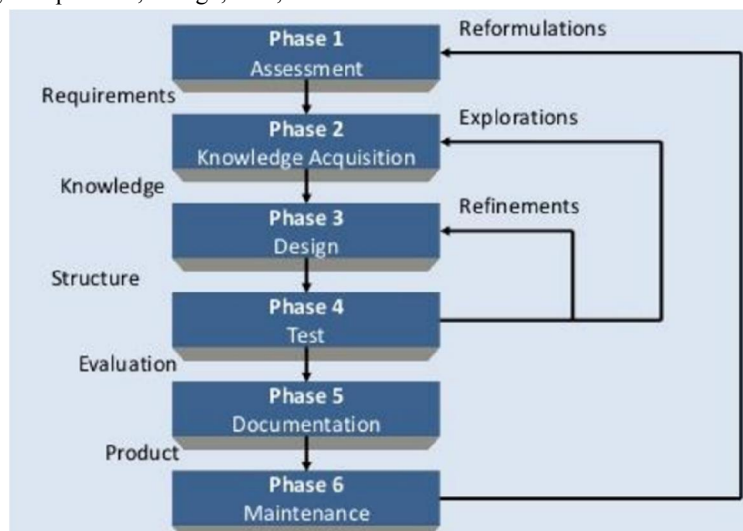 Phase 1
Assessment
Reformulations
Requirements
Phase 2
Knowledge Acquisition
Explorations
Knowledge
Phase 3
Design
Refinements
Structure
Phase 4
Test
Evaluation
Phase 5
Documentation
Product
Phase 6
Maintenance